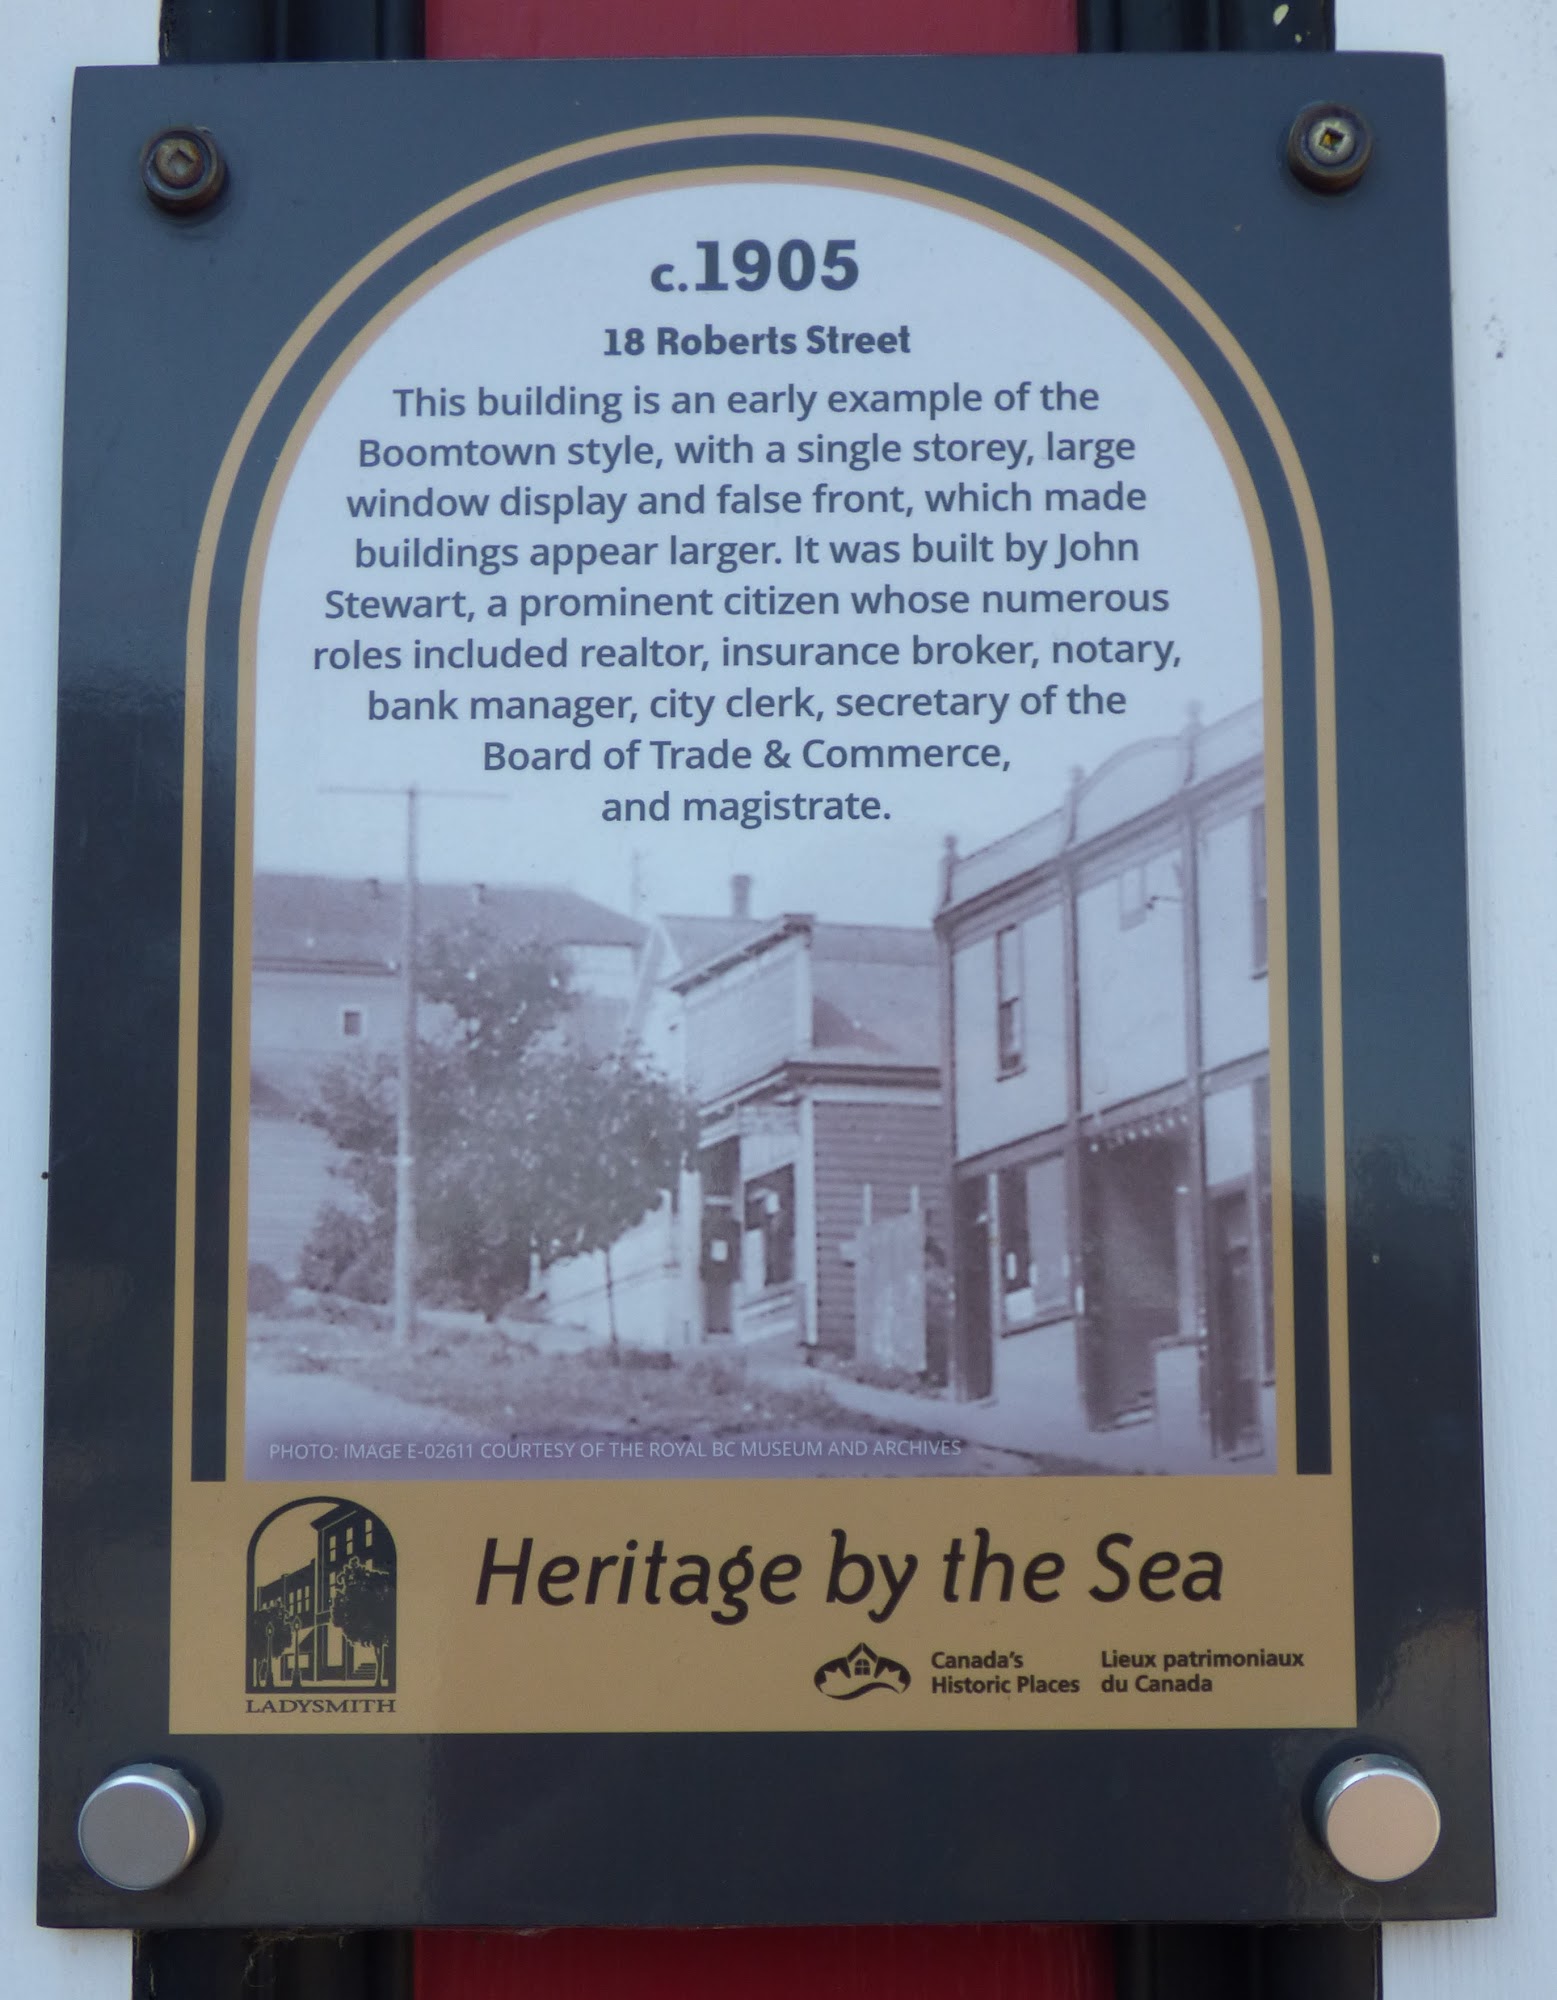 c.1905
18 Roberts Street
This building is an early example of the
Boomtown style, with a single storey, large
window display and false front, which made
buildings appear larger. It was built by John
Stewart, a prominent citizen whose numerous
roles included realtor, insurance broker, notary,
bank manager, city clerk, secretary of the
Board of Trade & Commerce,
and magistrate.
PHOTO: IMAGE E-02611 COURTESY OF THE ROYAL BC MUSEUM AND ARCHIVES
Heritage by the Sea
LADYSMITH
Canada's
Historic Places
Lieux patrimoniaux
du Canada